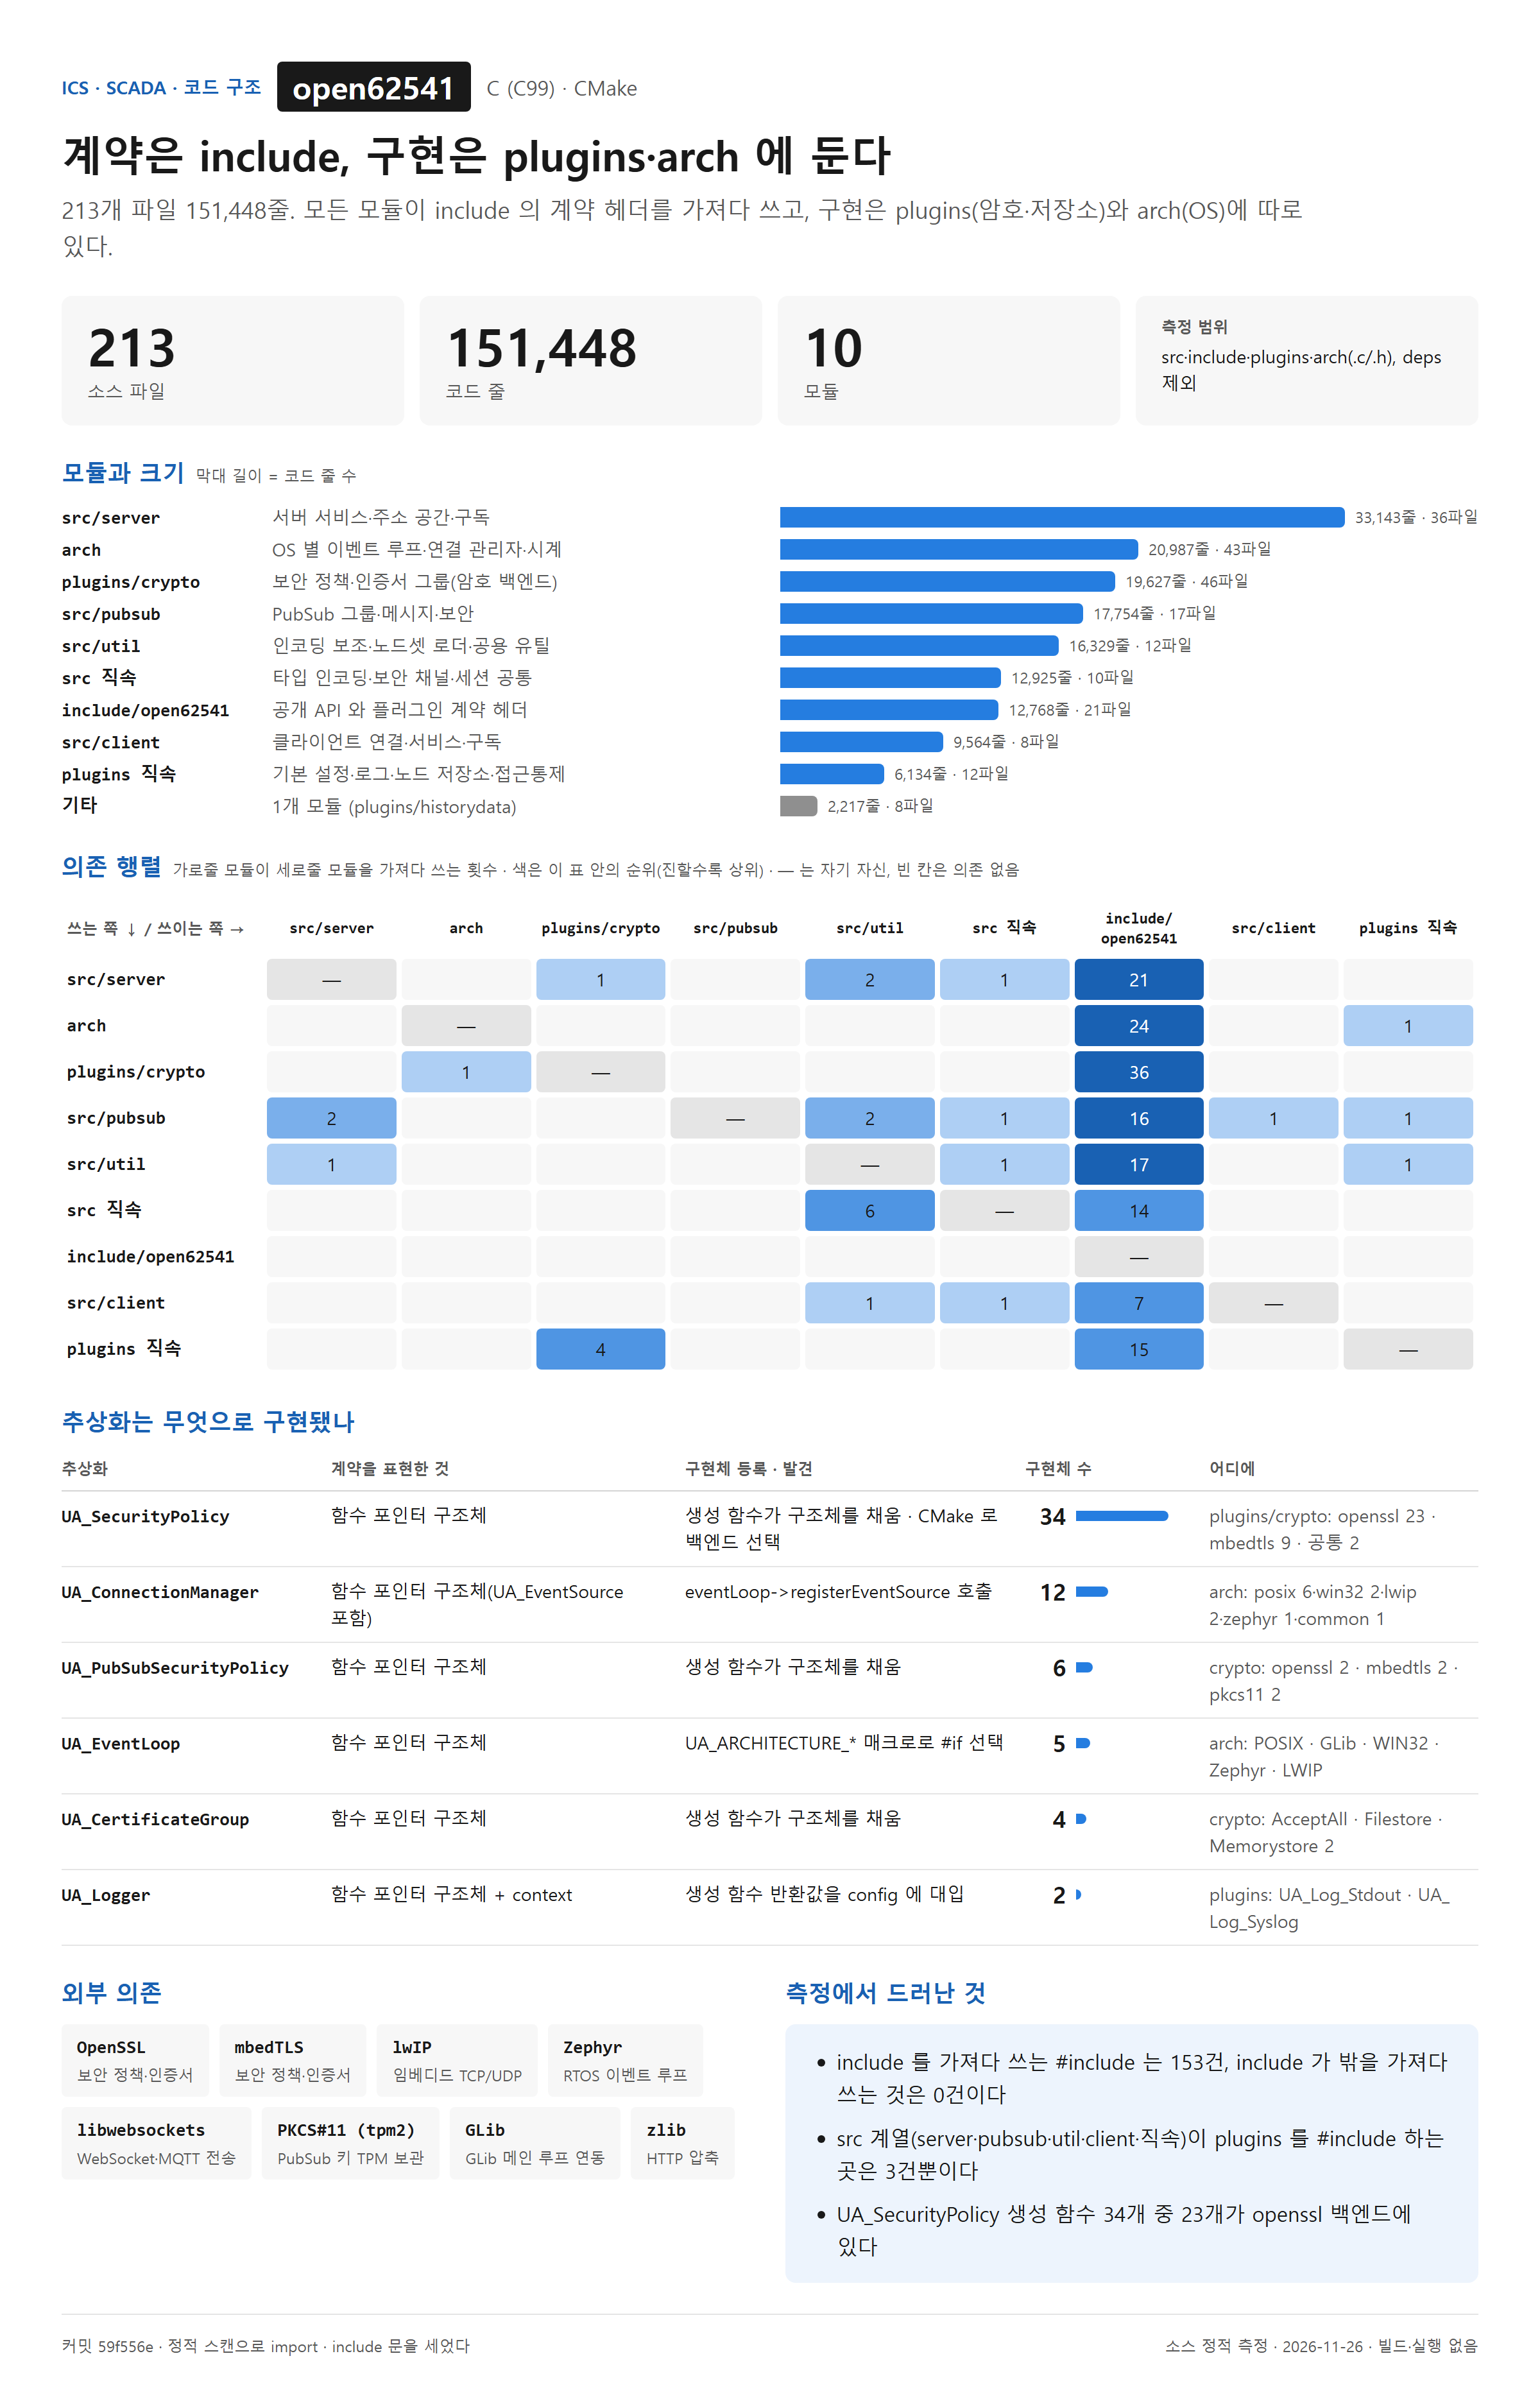 ICS · SCADA · 코드 구조 open62541 C (C99) · CMake
계약은 include, 구현은 plugins·arch 에 둔다
213개 파일 151,448줄. 모든 모듈이 include 의 계약 헤더를 가져다 쓰고, 구현은 plugins(암호·저장소)와 arch(OS)에 따로
있다.
213
소스 파일
151,448
코드 줄
10
모듈
측정 범위
src·include·plugins·arch(.c/.h), deps
제외
모듈과 크기 막대 길이 = 코드 줄 수
src/server 서버 서비스·주소 공간·구독 33,143줄 · 36파일
arch OS 별 이벤트 루프·연결 관리자·시계 20,987줄 · 43파일
plugins/crypto 보안 정책·인증서 그룹(암호 백엔드) 19,627줄 · 46파일
src/pubsub PubSub 그룹·메시지·보안 17,754줄 · 17파일
src/util 인코딩 보조·노드셋 로더·공용 유틸 16,329줄 · 12파일
src 직속 타입 인코딩·보안 채널·세션 공통 12,925줄 · 10파일
include/open62541 공개 API 와 플러그인 계약 헤더 12,768줄 · 21파일
src/client 클라이언트 연결·서비스·구독 9,564줄 · 8파일
plugins 직속 기본 설정·로그·노드 저장소·접근통제 6,134줄 · 12파일
기타 1개 모듈 (plugins/historydata) 2,217줄 · 8파일
의존 행렬 가로줄 모듈이 세로줄 모듈을 가져다 쓰는 횟수 · 색은 이 표 안의 순위(진할수록 상위) · — 는 자기 자신, 빈 칸은 의존 없음
쓰는 쪽 ↓ / 쓰이는 쪽 → src/server arch plugins/crypto src/pubsub src/util src 직속 include/ open62541 src/client plugins 직속
src/server — 1 2 1 21
arch — 24 1
plugins/crypto 1 — 36
src/pubsub 2 — 2 1 16 1 1
src/util 1 — 1 17 1
src 직속 6 — 14
include/open62541 —
src/client 1 1 7 —
plugins 직속 4 15 —
추상화는 무엇으로 구현됐나
추상화 계약을 표현한 것 구현체 등록 · 발견 구현체 수 어디에
UA_SecurityPolicy 함수 포인터 구조체 생성 함수가 구조체를 채움 · CMake 로 34 plugins/crypto: openssl 23 ·
백엔드 선택 mbedtls 9 · 공통 2
UA_ConnectionManager 함수 포인터 구조체(UA_EventSource eventLoop->registerEventSource 호출 12 arch: posix 6·win32 2·lwip
포함) 2·zephyr 1·common 1
UA_PubSubSecurityPolicy 함수 포인터 구조체 생성 함수가 구조체를 채움 6 crypto: openssl 2 · mbedtls 2 ·
pkcs11 2
UA_EventLoop 함수 포인터 구조체 UA_ARCHITECTURE_* 매크로로 #if 선택 5 arch: POSIX · GLib · WIN32 ·
Zephyr · LWIP
UA_CertificateGroup 함수 포인터 구조체 생성 함수가 구조체를 채움 4 crypto: AcceptAll · Filestore ·
Memorystore 2
UA_Logger 함수 포인터 구조체 + context 생성 함수 반환값을 config 에 대입 2 plugins: UA_Log_Stdout · UA_
Log_Syslog
외부 의존
OpenSSL
보안 정책·인증서
mbedTLS
보안 정책·인증서
lwIP
임베디드 TCP/UDP
Zephyr
RTOS 이벤트 루프
libwebsockets
WebSocket·MQTT 전송
PKCS#11 (tpm2)
PubSub 키 TPM 보관
GLib
GLib 메인 루프 연동
zlib
HTTP 압축
측정에서 드러난 것
• include 를 가져다 쓰는 #include 는 153건, include 가 밖을 가져다
쓰는 것은 0건이다
• src 계열(server·pubsub·util·client·직속)이 plugins 를 #include 하는
곳은 3건뿐이다
• UA_SecurityPolicy 생성 함수 34개 중 23개가 openssl 백엔드에
있다
커밋 59f556e · 정적 스캔으로 import · include 문을 세었다
소스 정적 측정 · 2026-11-26 · 빌드·실행 없음